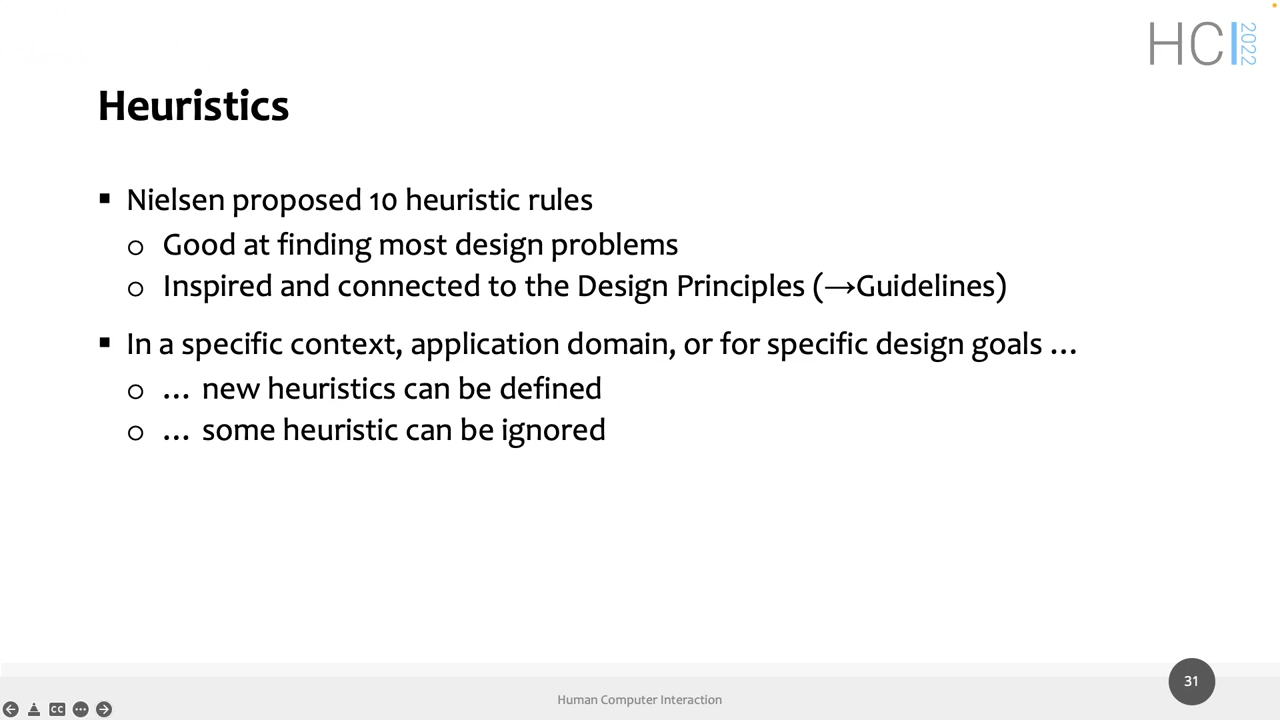 HCI 2022
Heuristics
▪ Nielsen proposed 10 heuristic rules
o Good at finding most design problems
o Inspired and connected to the Design Principles (→Guidelines)
▪ In a specific context, application domain, or for specific design goals …
o … new heuristics can be defined
o … some heuristic can be ignored
31
Human Computer Interaction
CC